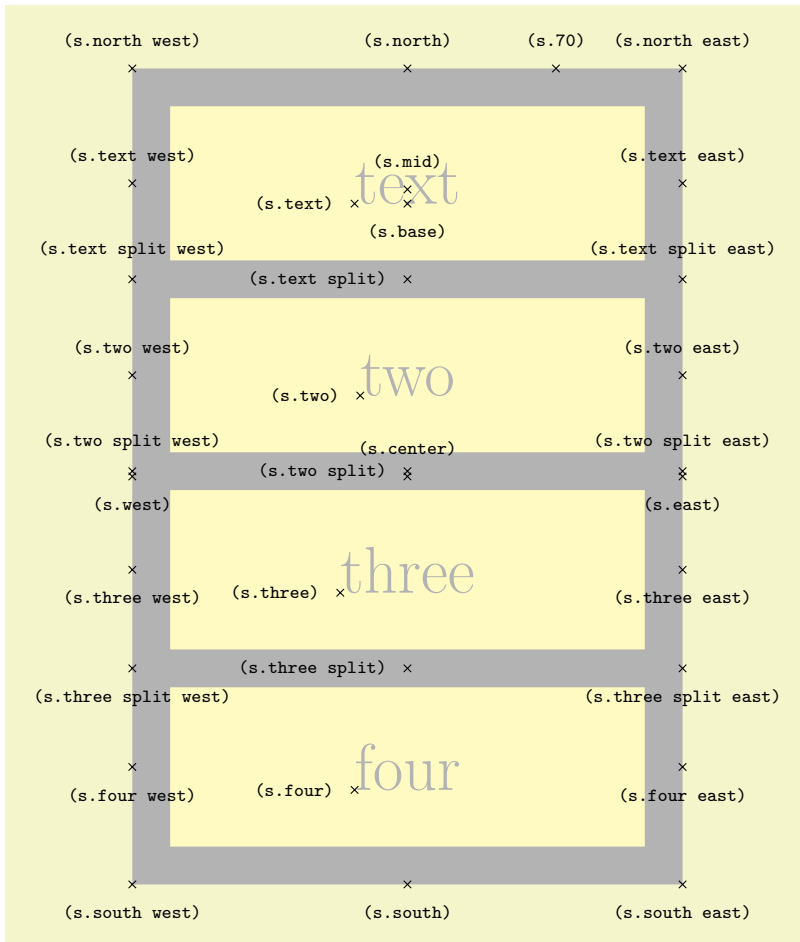 (s.north west) (s.north) (s.70) (s.north east)
(s.text west) (s.mid) (s.text east)
text
(s.text)
(s.base)
(s.text split west) (s.text split east)
(s.text split)
(s.two west) (s.two east)
two
(s.two)
(s.two split west) (s.center) (s.two split east)
(s.two split)
(s.west) (s.east)
three
(s.three)
(s.three west) (s.three east)
(s.three split)
(s.three split west) (s.three split east)
four
(s.four)
(s.four west) (s.four east)
(s.south west) (s.south) (s.south east)